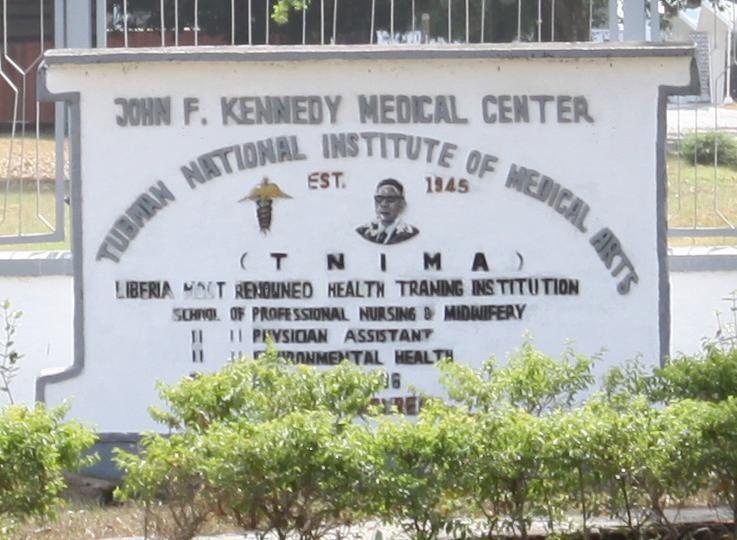 JOHN F. KENNEDY MEDICAL CENTER
TUBMAN NATIONAL INSTITUTE OF MEDICAL ARTS
EST. 1945
( T N I M A )
LIBERIA MOST RENOWNED HEALTH TRANING INSTITUTION
SCHOOL OF PROFESSIONAL NURSING & MIDWIFERY
" " PHYSICIAN ASSISTANT
" " ENVIRONMENTAL HEALTH